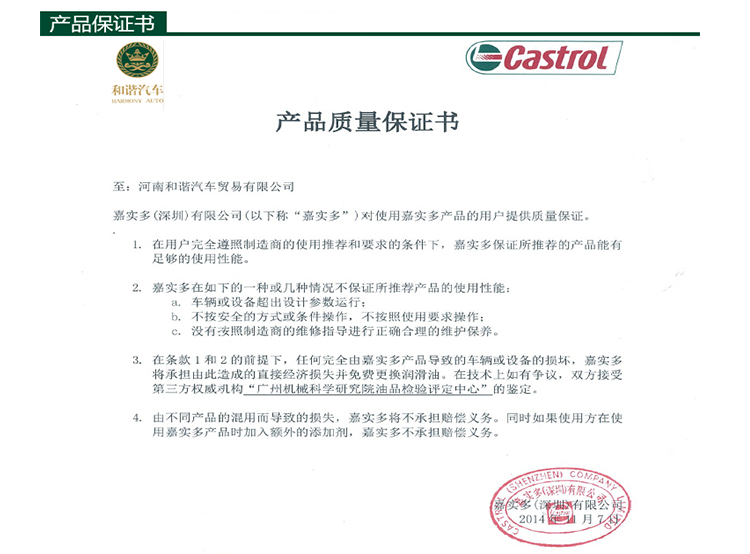 产品保证书
和谐汽车
HARMONY AUTO
Castrol
产品质量保证书
至：河南和谐汽车贸易有限公司
嘉实多(深圳)有限公司(以下称“嘉实多”)对使用嘉实多产品的用户提供质量保证。
1. 在用户完全遵照制造商的使用推荐和要求的条件下，嘉实多保证所推荐的产品能有
足够的使用性能。
2. 嘉实多在如下的一种或几种情况不保证所推荐产品的使用性能：
a. 车辆或设备超出设计参数运行；
b. 不按安全的方式或条件操作，不按照使用要求操作；
c. 没有按照制造商的维修指导进行正确合理的维护保养。
3. 在条款 1 和 2 的前提下，任何完全由嘉实多产品导致的车辆或设备的损坏，嘉实多
将承担由此造成的直接经济损失并免费更换润滑油。在技术上如有争议，双方接受
第三方权威机构“广州机械科学研究院油品检验评定中心”的鉴定。
4. 由不同产品的混用而导致的损失，嘉实多将不承担赔偿义务。同时如果使用方在使
用嘉实多产品时加入额外的添加剂，嘉实多不承担赔偿义务。
CASTROL (SHENZHEN) COMPANY LIMITED
嘉实多(深圳)有限公司
嘉实多(深圳)有限公司
2014 年 月 7